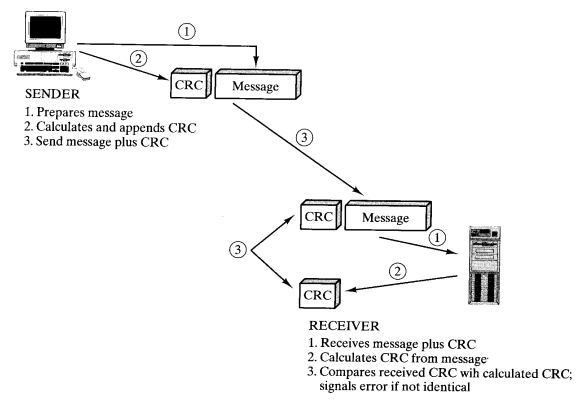 ①
②
CRC Message
SENDER
1. Prepares message
2. Calculates and appends CRC
3. Send message plus CRC
③
CRC Message
①
③
②
CRC
RECEIVER
1. Receives message plus CRC
2. Calculates CRC from message
3. Compares received CRC wih calculated CRC;
signals error if not identical